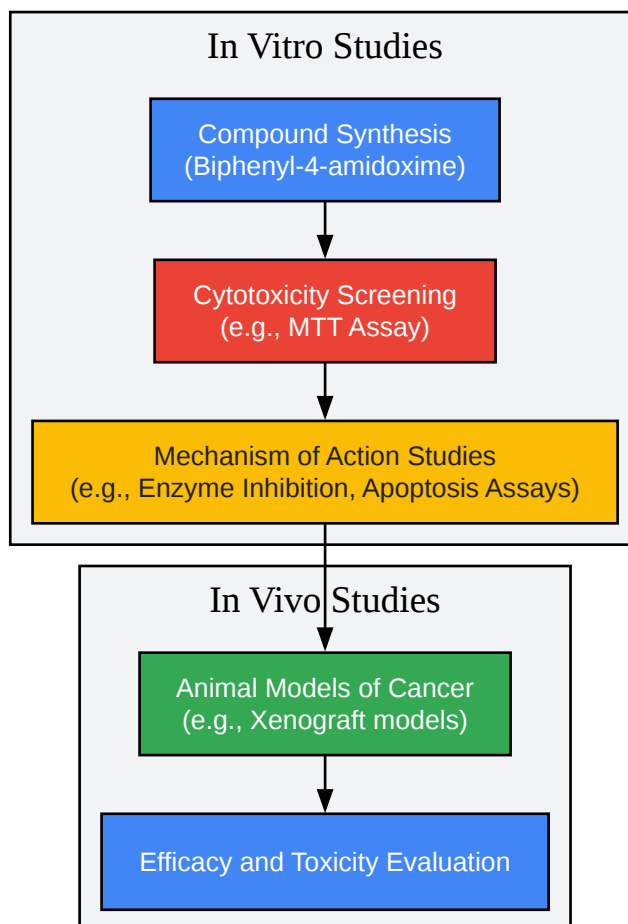 In Vitro Studies
Compound Synthesis
(Biphenyl-4-amidoxime)
Cytotoxicity Screening
(e.g., MTT Assay)
Mechanism of Action Studies
(e.g., Enzyme Inhibition, Apoptosis Assays)
In Vivo Studies
Animal Models of Cancer
(e.g., Xenograft models)
Efficacy and Toxicity Evaluation